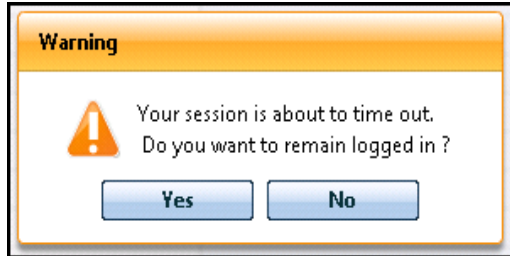 Warning
Your session is about to time out.
Do you want to remain logged in ?
Yes No